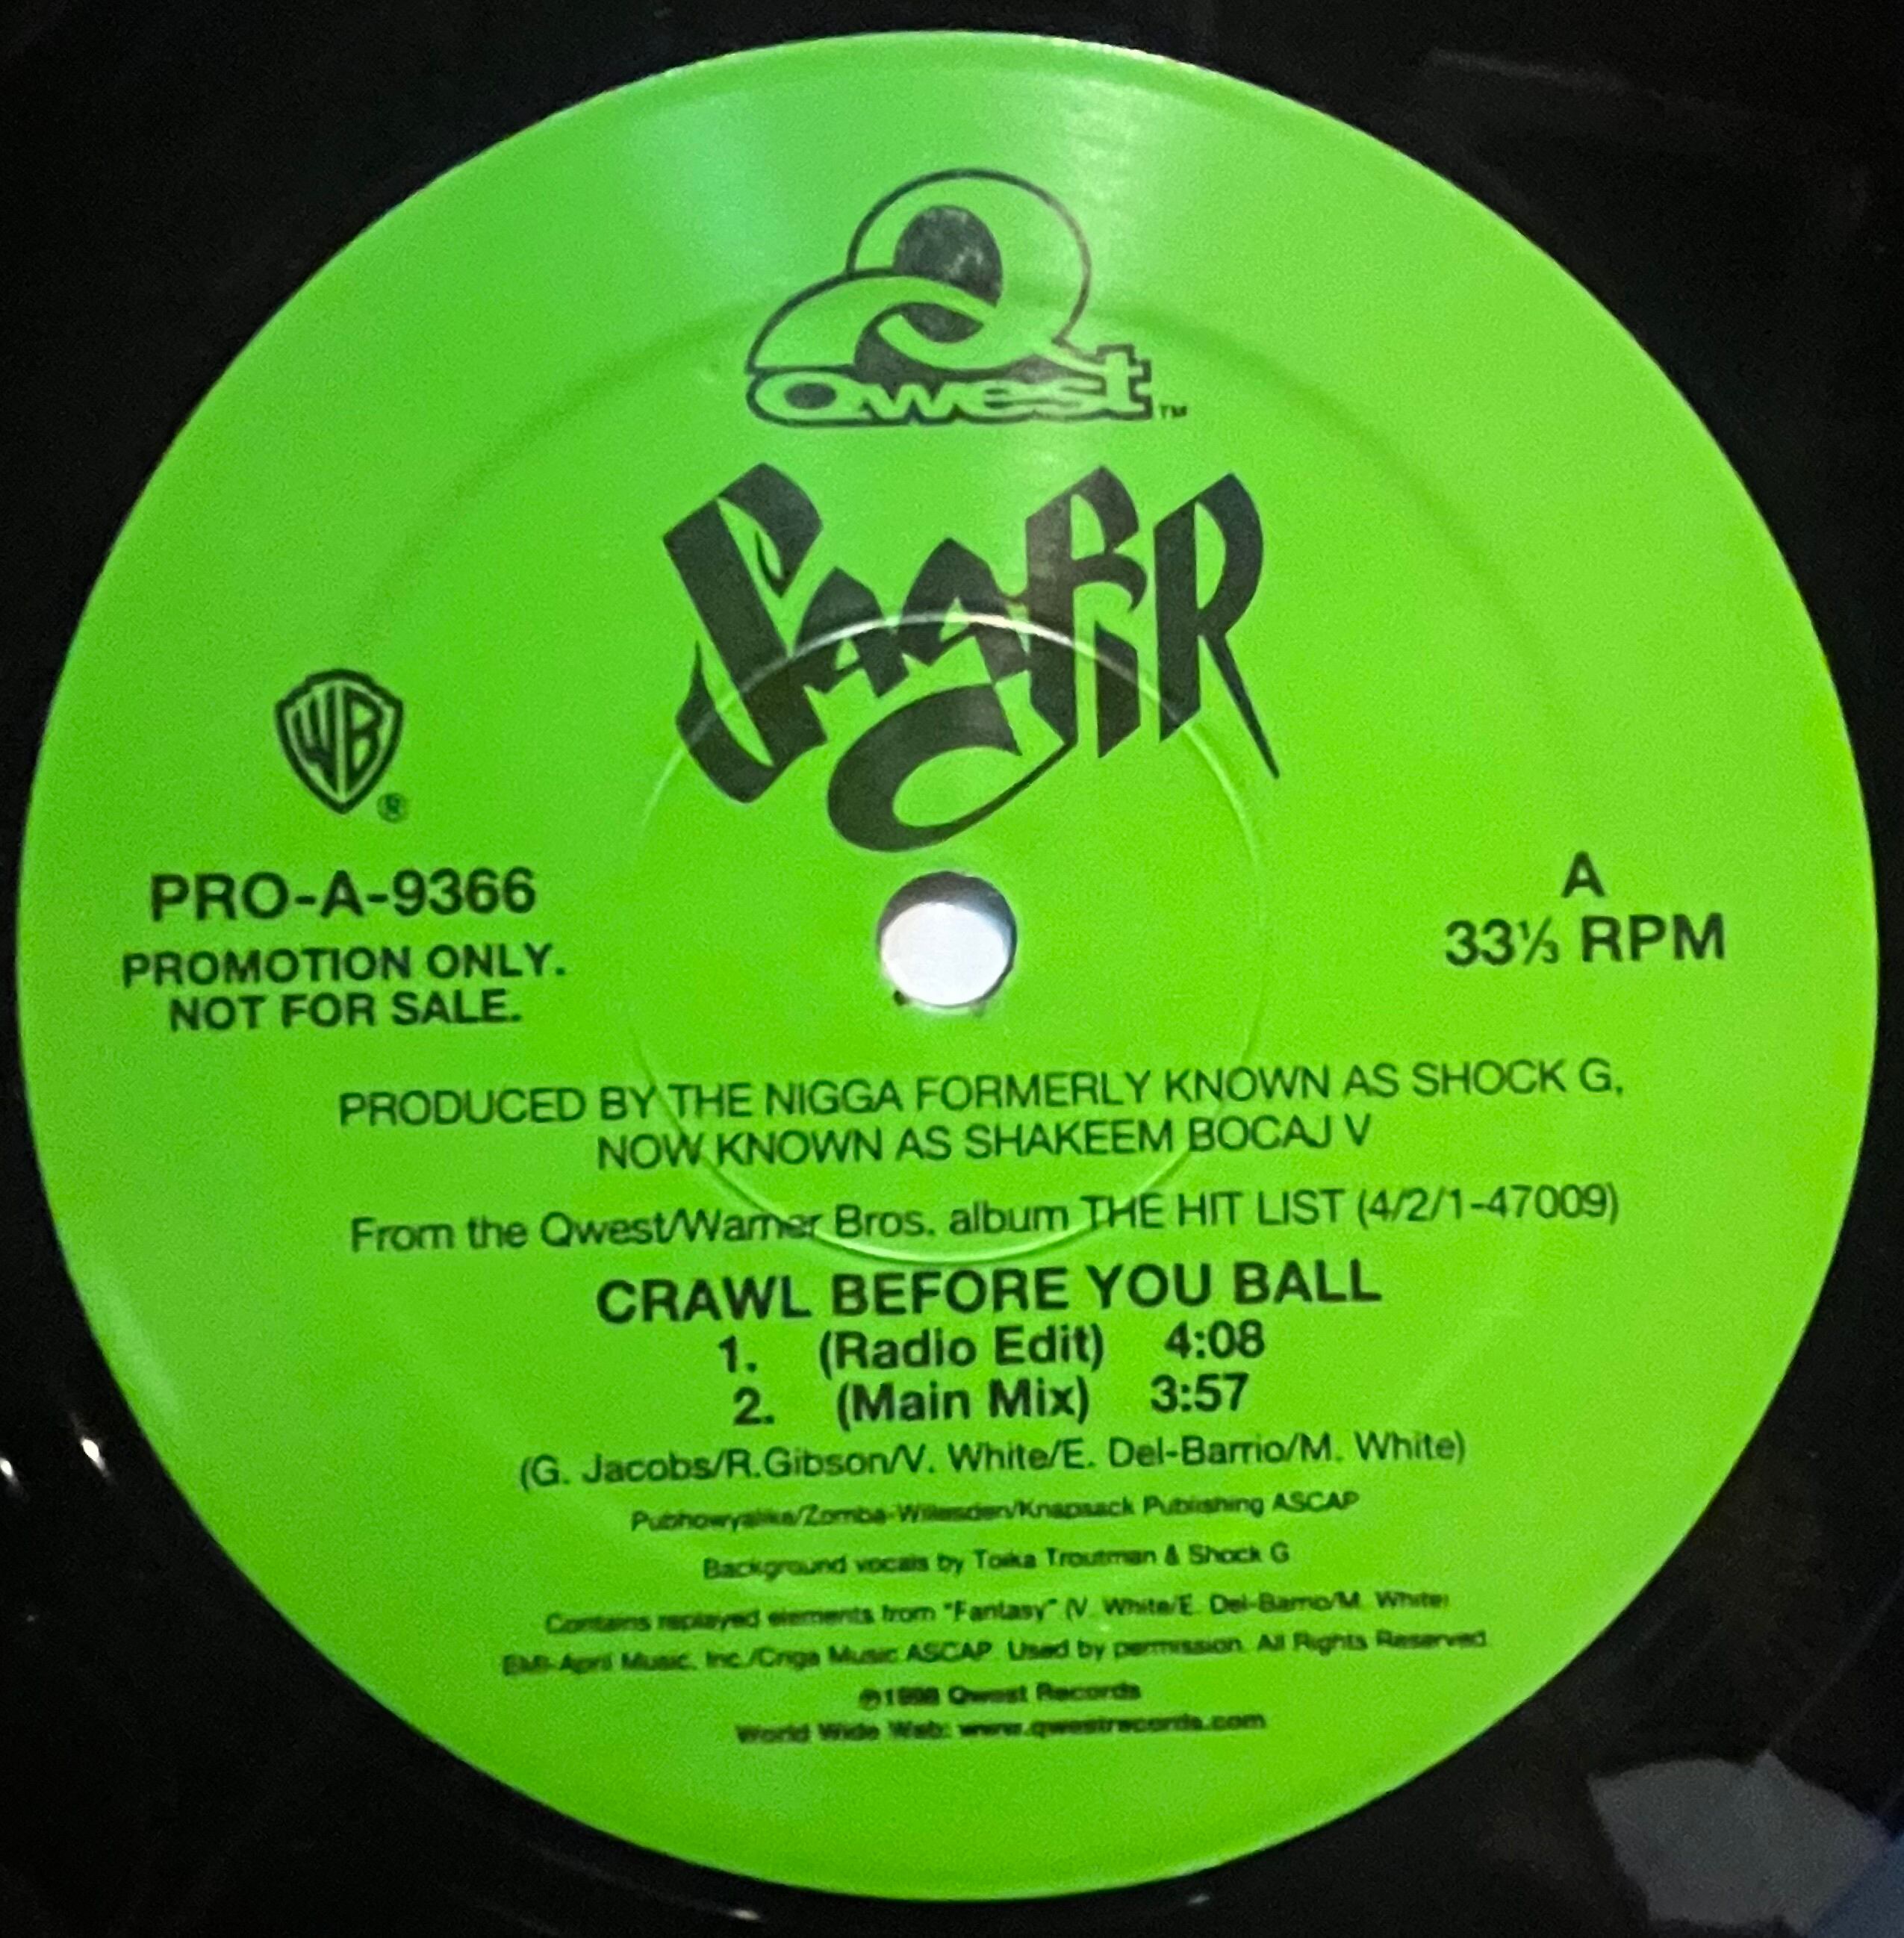 Qwest™
Saafir
WB®
PRO-A-9366
PROMOTION ONLY.
NOT FOR SALE.
A
33⅓ RPM
PRODUCED BY THE NIGGA FORMERLY KNOWN AS SHOCK G,
NOW KNOWN AS SHAKEEM BOCAJ V
From the Qwest/Warner Bros. album THE HIT LIST (4/2/1-47009)
CRAWL BEFORE YOU BALL
1. (Radio Edit) 4:08
2. (Main Mix) 3:57
(G. Jacobs/R.Gibson/V. White/E. Del-Barrio/M. White)
Pubhowyalike/Zomba-Willesden/Knapsack Publishing ASCAP
Background vocals by Toika Troutman & Shock G
Contains replayed elements from "Fantasy" (V. White/E. Del-Barrio/M. White)
EMI-April Music, Inc./Criga Music ASCAP. Used by permission. All Rights Reserved.
℗1998 Qwest Records
World Wide Web: www.qwestrecords.com